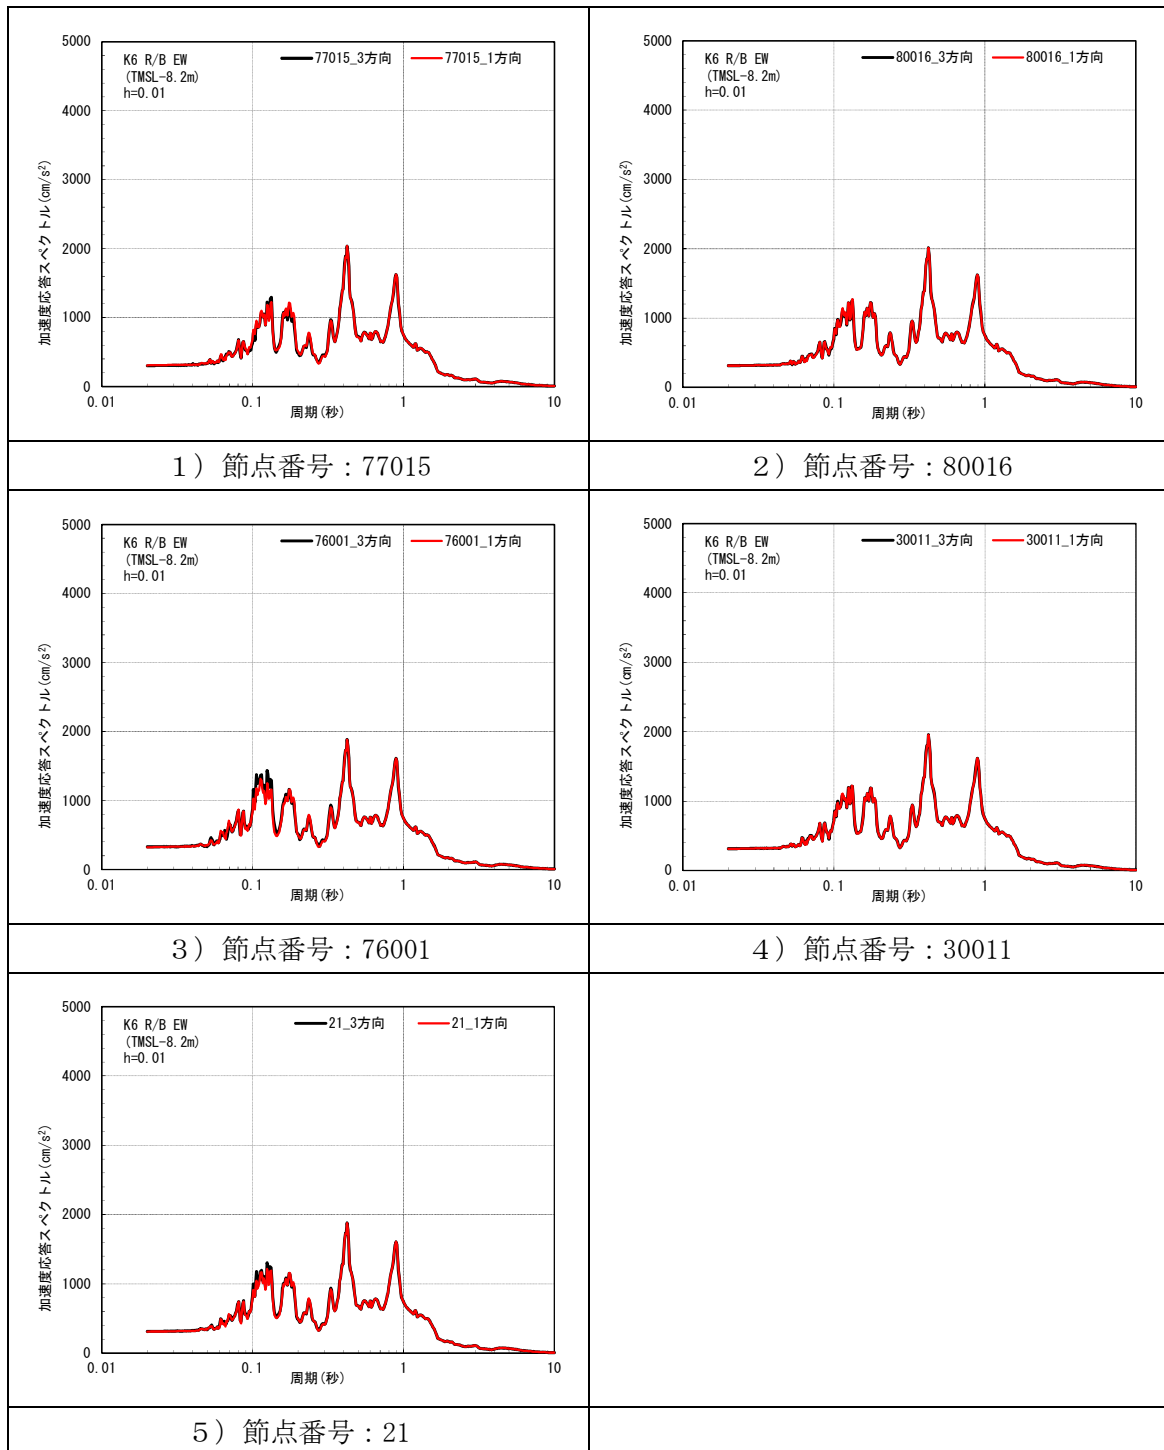 5000
4000
3000
2000
1000
0
加速度応答スペクトル(cm/s²)
K6 R/B EW
(TMSL-8.2m)
h=0.01
77015_3方向
77015_1方向
0.01
0.1
1
10
周期(秒)
1）節点番号：77015
5000
4000
3000
2000
1000
0
加速度応答スペクトル(cm/s²)
K6 R/B EW
(TMSL-8.2m)
h=0.01
80016_3方向
80016_1方向
0.01
0.1
1
10
周期(秒)
2）節点番号：80016
5000
4000
3000
2000
1000
0
加速度応答スペクトル(cm/s²)
K6 R/B EW
(TMSL-8.2m)
h=0.01
76001_3方向
76001_1方向
0.01
0.1
1
10
周期(秒)
3）節点番号：76001
5000
4000
3000
2000
1000
0
加速度応答スペクトル(cm/s²)
K6 R/B EW
(TMSL-8.2m)
h=0.01
30011_3方向
30011_1方向
0.01
0.1
1
10
周期(秒)
4）節点番号：30011
5000
4000
3000
2000
1000
0
加速度応答スペクトル(cm/s²)
K6 R/B EW
(TMSL-8.2m)
h=0.01
21_3方向
21_1方向
0.01
0.1
1
10
周期(秒)
5）節点番号：21